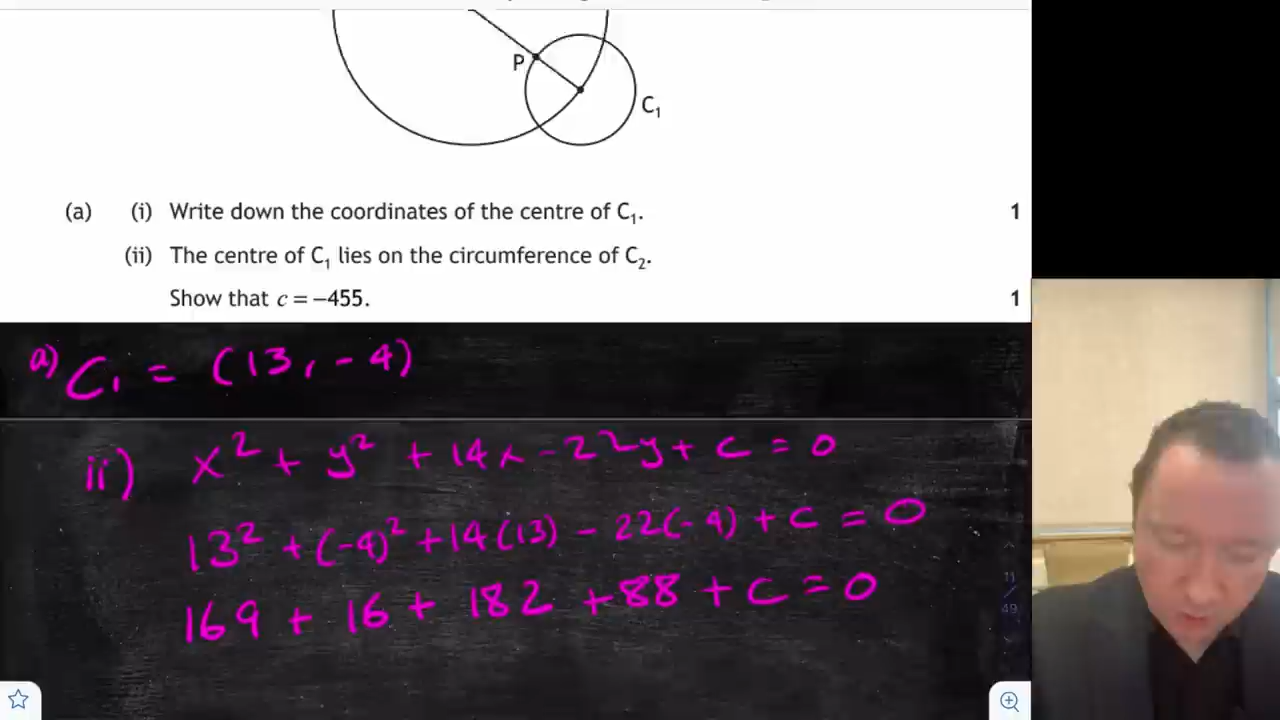 P
C₁
(a) (i) Write down the coordinates of the centre of C₁. 1
(ii) The centre of C₁ lies on the circumference of C₂.
Show that c = −455. 1
a) C₁ = (13, -4)
ii) x² + y² + 14x - 22y + c = 0
13² + (-4)² + 14(13) - 22(-4) + c = 0
169 + 16 + 182 + 88 + c = 0
11
49